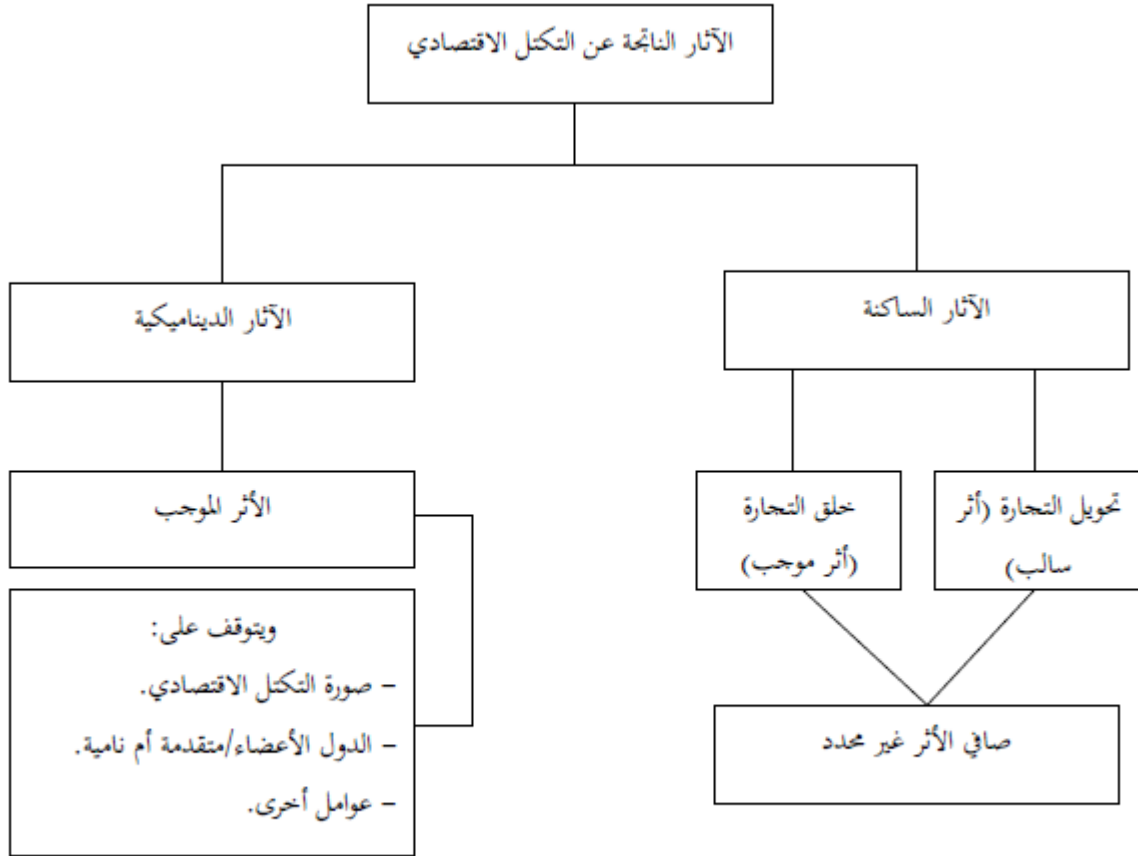 الآثار الناتجة عن التكتل الاقتصادي
الآثار الساكنة
الآثار الديناميكية
تحويل التجارة (أثر
سالب)
خلق التجارة
(أثر موجب)
صافي الأثر غير محدد
الأثر الموجب
ويتوقف على:
– صورة التكتل الاقتصادي.
– الدول الأعضاء/متقدمة أم نامية.
– عوامل أخرى.